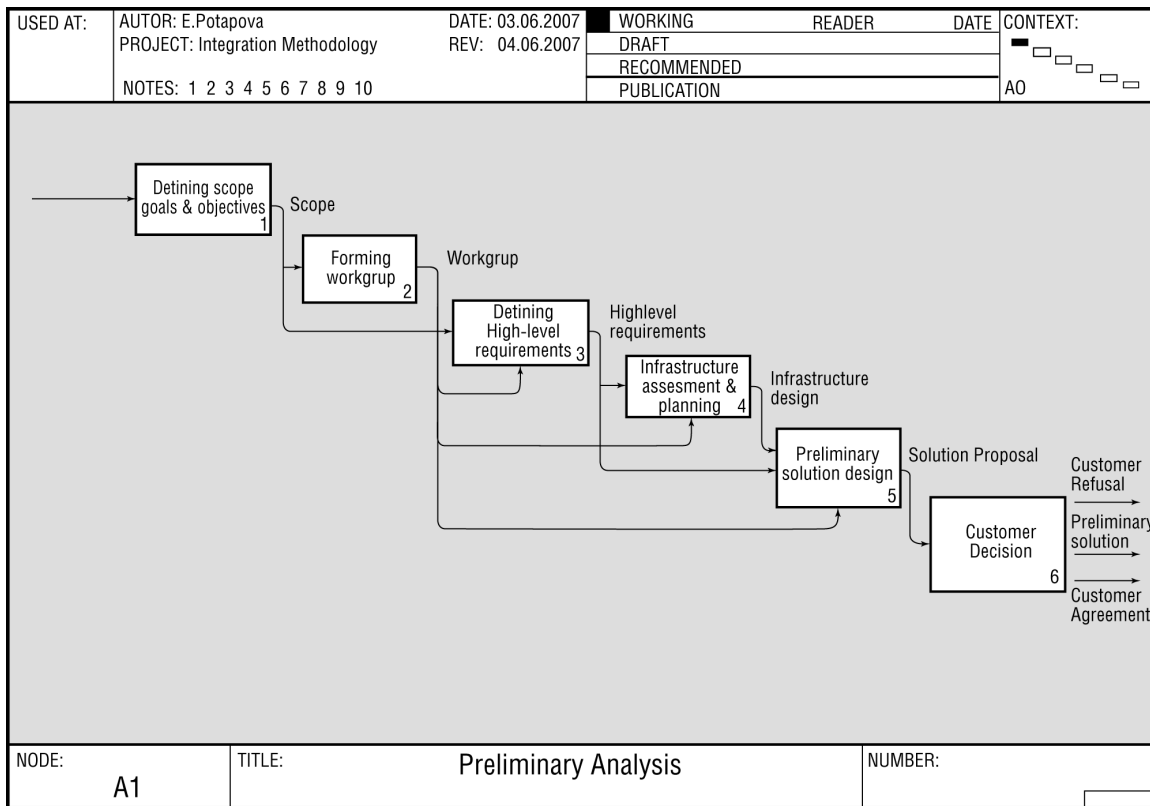 USED AT:
AUTOR: E.Potapova
DATE: 03.06.2007
PROJECT: Integration Methodology
REV: 04.06.2007
NOTES: 1 2 3 4 5 6 7 8 9 10
WORKING
READER
DATE
DRAFT
RECOMMENDED
PUBLICATION
CONTEXT:
AO
Detining scope
goals & objectives
1
Scope
Forming
workgrup
2
Workgrup
Detining
High-level
requirements
3
Highlevel
requirements
Infrastructure
assesment &
planning
4
Infrastructure
design
Preliminary
solution design
5
Solution Proposal
Customer
Decision
6
Customer
Refusal
Preliminary
solution
Customer
Agreement
NODE:
A1
TITLE:
Preliminary Analysis
NUMBER: